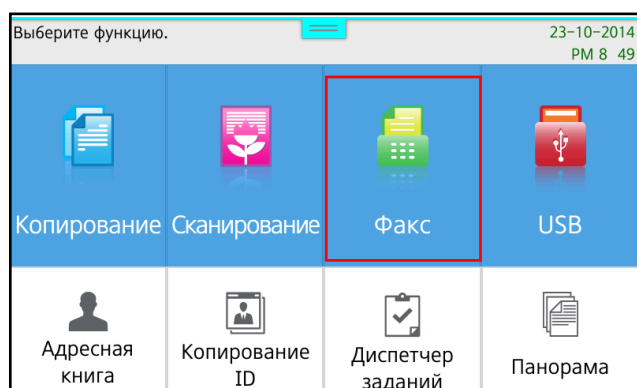 Выберите функцию.
23-10-2014
PM 8 49
Копирование
Сканирование
Факс
USB
Адресная
книга
Копирование
ID
Диспетчер
заданий
Панорама